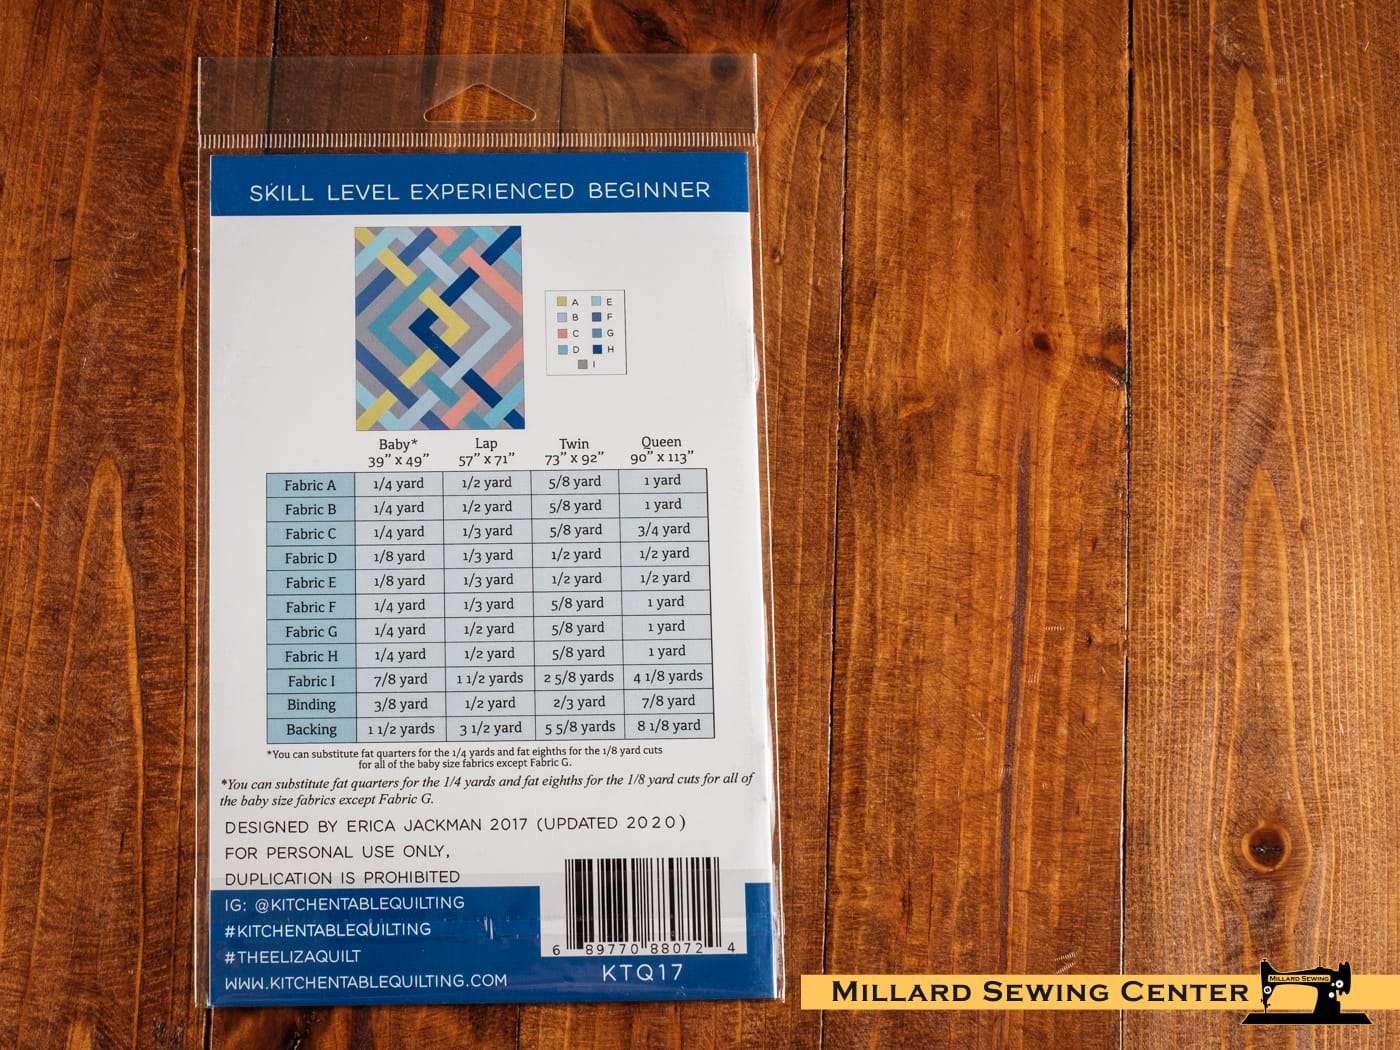 SKILL LEVEL EXPERIENCED BEGINNER
A E
B F
C G
D H
I
Baby* Lap Twin Queen
39” x 49” 57” x 71” 73” x 92” 90” x 113”
Fabric A 1/4 yard 1/2 yard 5/8 yard 1 yard
Fabric B 1/4 yard 1/2 yard 5/8 yard 1 yard
Fabric C 1/4 yard 1/3 yard 5/8 yard 3/4 yard
Fabric D 1/8 yard 1/3 yard 1/2 yard 1/2 yard
Fabric E 1/8 yard 1/3 yard 1/2 yard 1/2 yard
Fabric F 1/4 yard 1/3 yard 5/8 yard 1 yard
Fabric G 1/4 yard 1/2 yard 5/8 yard 1 yard
Fabric H 1/4 yard 1/2 yard 5/8 yard 1 yard
Fabric I 7/8 yard 1 1/2 yards 2 5/8 yards 4 1/8 yards
Binding 3/8 yard 1/2 yard 2/3 yard 7/8 yard
Backing 1 1/2 yards 3 1/2 yard 5 5/8 yards 8 1/8 yard
*You can substitute fat quarters for the 1/4 yards and fat eighths for the 1/8 yard cuts
for all of the baby size fabrics except Fabric G.
*You can substitute fat quarters for the 1/4 yards and fat eighths for the 1/8 yard cuts for all of
the baby size fabrics except Fabric G.
DESIGNED BY ERICA JACKMAN 2017 (UPDATED 2020)
FOR PERSONAL USE ONLY,
DUPLICATION IS PROHIBITED
IG: @KITCHENTABLEQUILTING
#KITCHENTABLEQUILTING
#THEELIZAQUILT
WWW.KITCHENTABLEQUILTING.COM
6 89770 88072 4
KTQ17
MILLARD SEWING CENTER
MILLARD SEWING